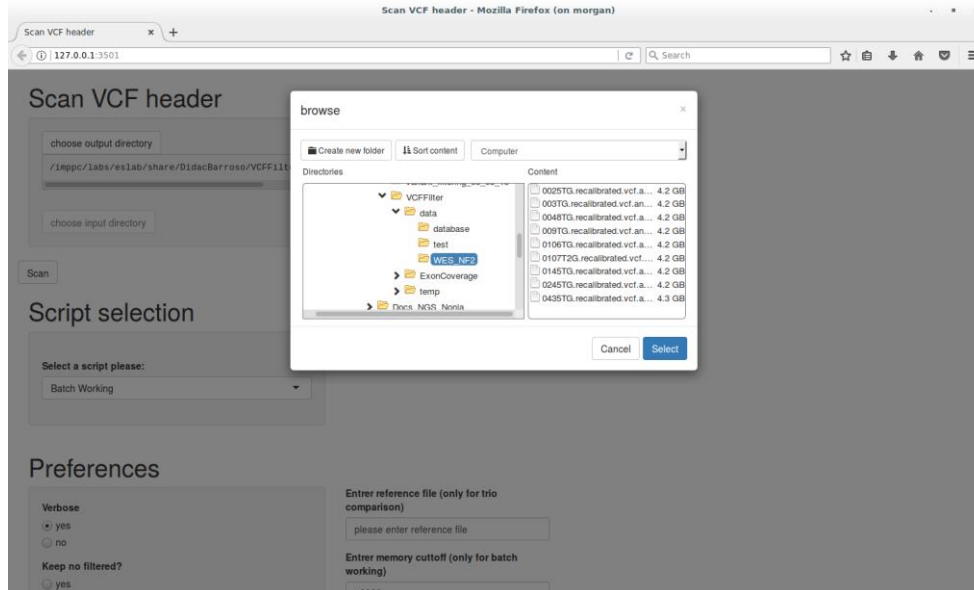 Scan VCF header - Mozilla Firefox (on morgan)
Scan VCF header × +
127.0.0.1:3501
Search
Scan VCF header
choose output directory
/imppc/labs/eslab/share/DidacBarroso/VCFFilt
choose input directory
Scan
Script selection
Select a script please:
Batch Working
Preferences
Verbose
yes
no
Keep no filtered?
yes
Entrer reference file (only for trio
comparison)
please enter reference file
Entrer memory cuttoff (only for batch
working)
browse ×
Create new folder
Sort content
Computer
Directories
VCFFilter
data
database
test
WES_NF2
ExonCoverage
temp
Docs_NGS_Nonia
Content
0025TG.recalibrated.vcf.a... 4.2 GB
003TG.recalibrated.vcf.an... 4.2 GB
0048TG.recalibrated.vcf.a... 4.2 GB
009TG.recalibrated.vcf.an... 4.2 GB
0106TG.recalibrated.vcf.a... 4.2 GB
0107T2G.recalibrated.vcf.... 4.2 GB
0145TG.recalibrated.vcf.a... 4.2 GB
0245TG.recalibrated.vcf.a... 4.2 GB
0435TG.recalibrated.vcf.a... 4.3 GB
Cancel
Select